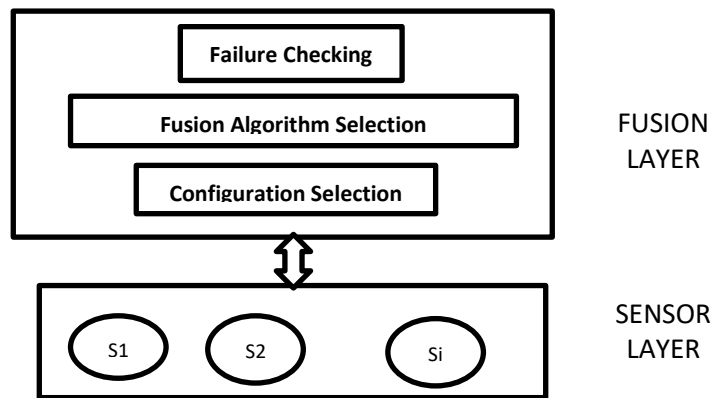 Failure Checking
Fusion Algorithm Selection
Configuration Selection
FUSION
LAYER
S1
S2
Si
SENSOR
LAYER